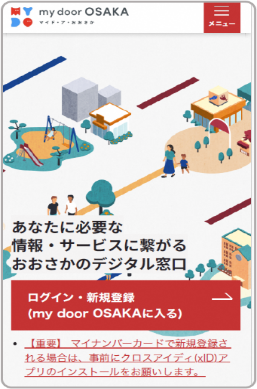 MY DO
my door OSAKA
マイド・ア・おおさか
メニュー
あなたに必要な
情報・サービスに繋がる
おおさかのデジタル窓口
ログイン・新規登録
(my door OSAKAに入る)
【重要】 マイナンバーカードで新規登録さ
れる場合は、事前にクロスアイディ(xID)ア
プリのインストールをお願いします。